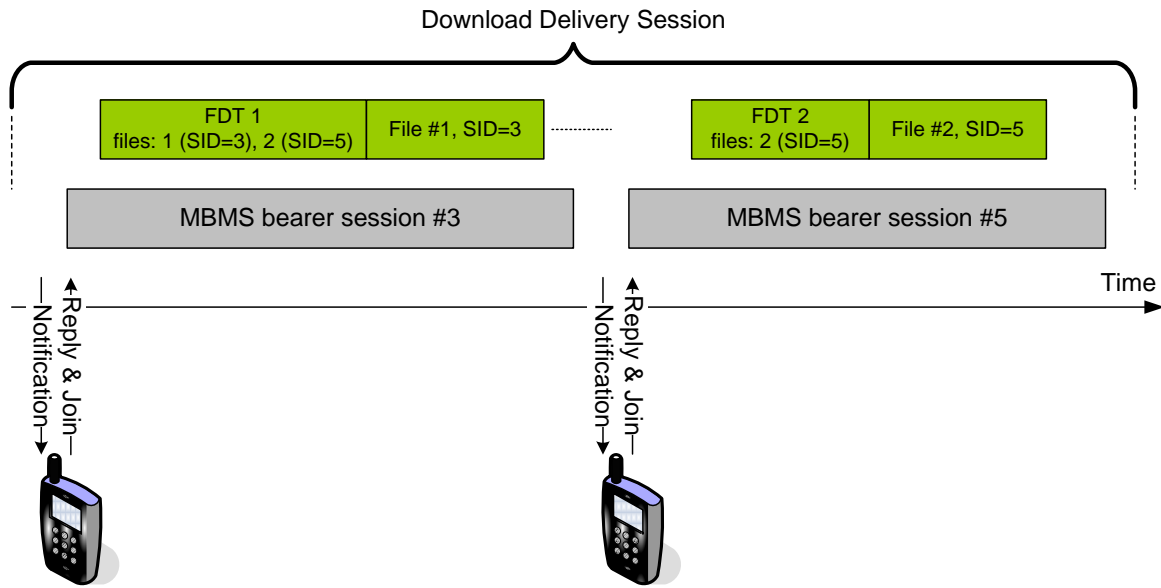 Download Delivery Session
FDT 1
files: 1 (SID=3), 2 (SID=5)
File #1, SID=3
FDT 2
files: 2 (SID=5)
File #2, SID=5
MBMS bearer session #3
MBMS bearer session #5
Time
Notification
Reply & Join
Notification
Reply & Join